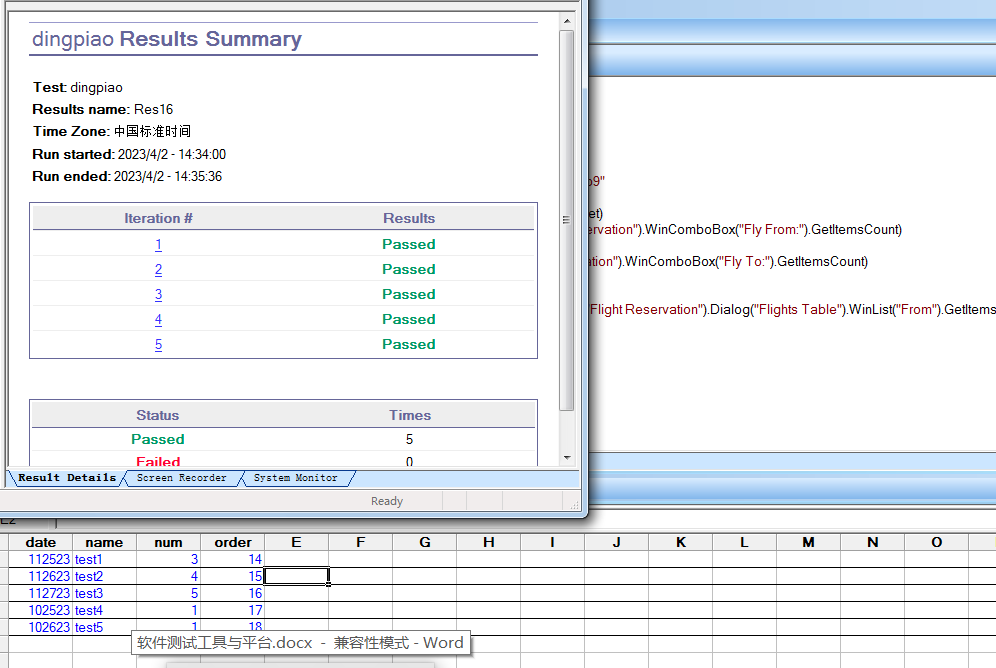 dingpiao Results Summary
Test: dingpiao
Results name: Res16
Time Zone: 中国标准时间
Run started: 2023/4/2 - 14:34:00
Run ended: 2023/4/2 - 14:35:36
Iteration # Results
1 Passed
2 Passed
3 Passed
4 Passed
5 Passed
Status Times
Passed 5
Failed 0
Result Details Screen Recorder System Monitor
Ready
9"
et)
ervation").WinComboBox("Fly From:").GetItemsCount)
ation").WinComboBox("Fly To:").GetItemsCount)
"Flight Reservation").Dialog("Flights Table").WinList("From").GetItems
E2
date name num order E F G H I J K L M N O
112523 test1 3 14
112623 test2 4 15
112723 test3 5 16
102523 test4 1 17
102623 test5 1 18
软件测试工具与平台.docx - 兼容性模式 - Word